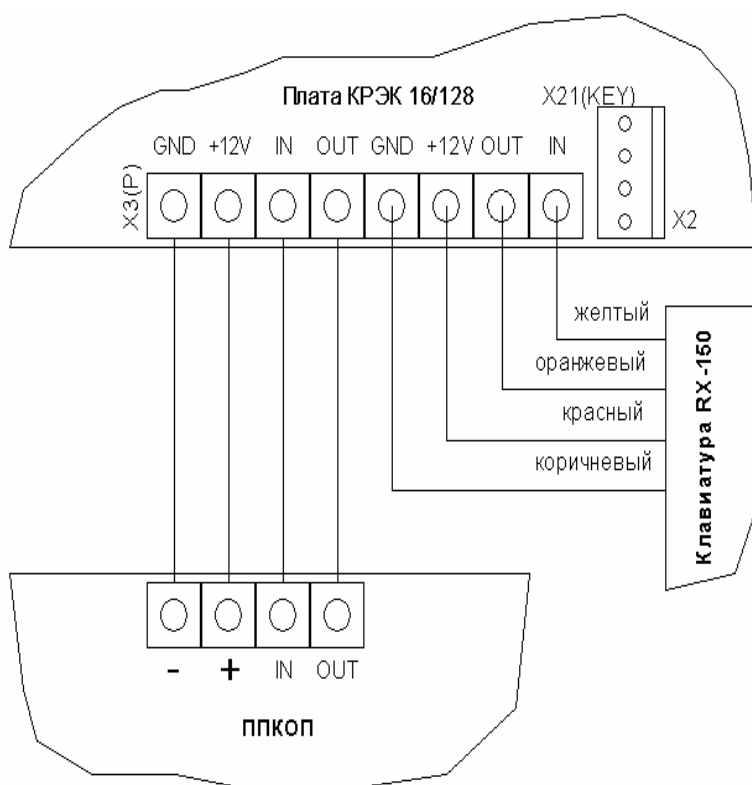 Плата КРЭК 16/128
X21(KEY)
GND +12V IN OUT GND +12V OUT IN
X3(P)
X2
желтый
оранжевый
красный
коричневый
Клавиатура RX-150
- + IN OUT
ППКОП